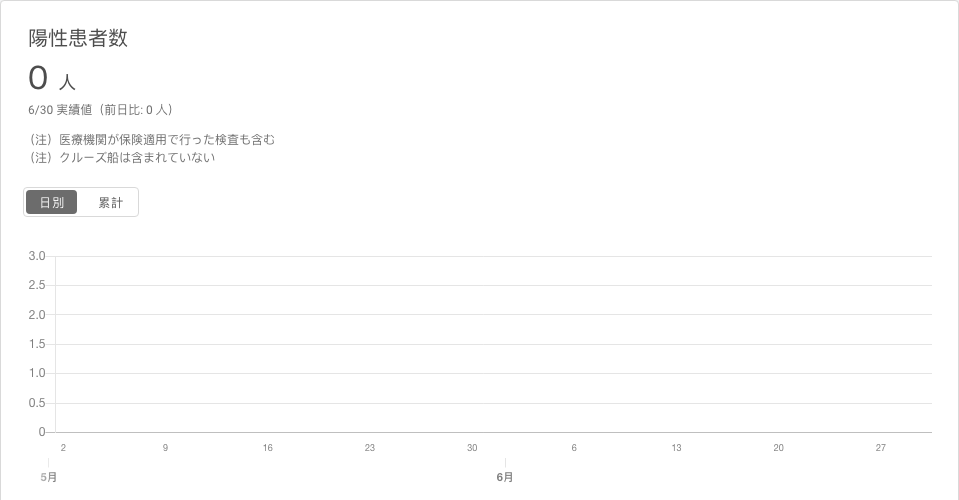 陽性患者数
0 人
6/30 実績値（前日比: 0 人）
（注）医療機関が保険適用で行った検査も含む
（注）クルーズ船は含まれていない
日別 累計
3.0
2.5
2.0
1.5
1.0
0.5
0
2 9 16 23 30 6 13 20 27
5月 6月